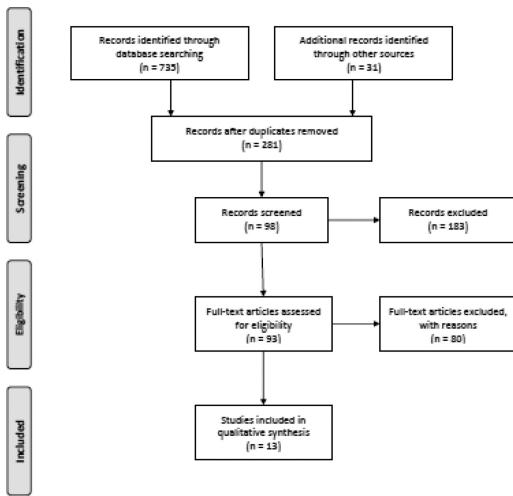 Identification
Records identified through
database searching
(n = 735)
Additional records identified
through other sources
(n = 31)
Records after duplicates removed
(n = 281)
Screening
Records screened
(n = 98)
Records excluded
(n = 183)
Eligibility
Full-text articles assessed
for eligibility
(n = 93)
Full-text articles excluded,
with reasons
(n = 80)
Included
Studies included in
qualitative synthesis
(n = 13)